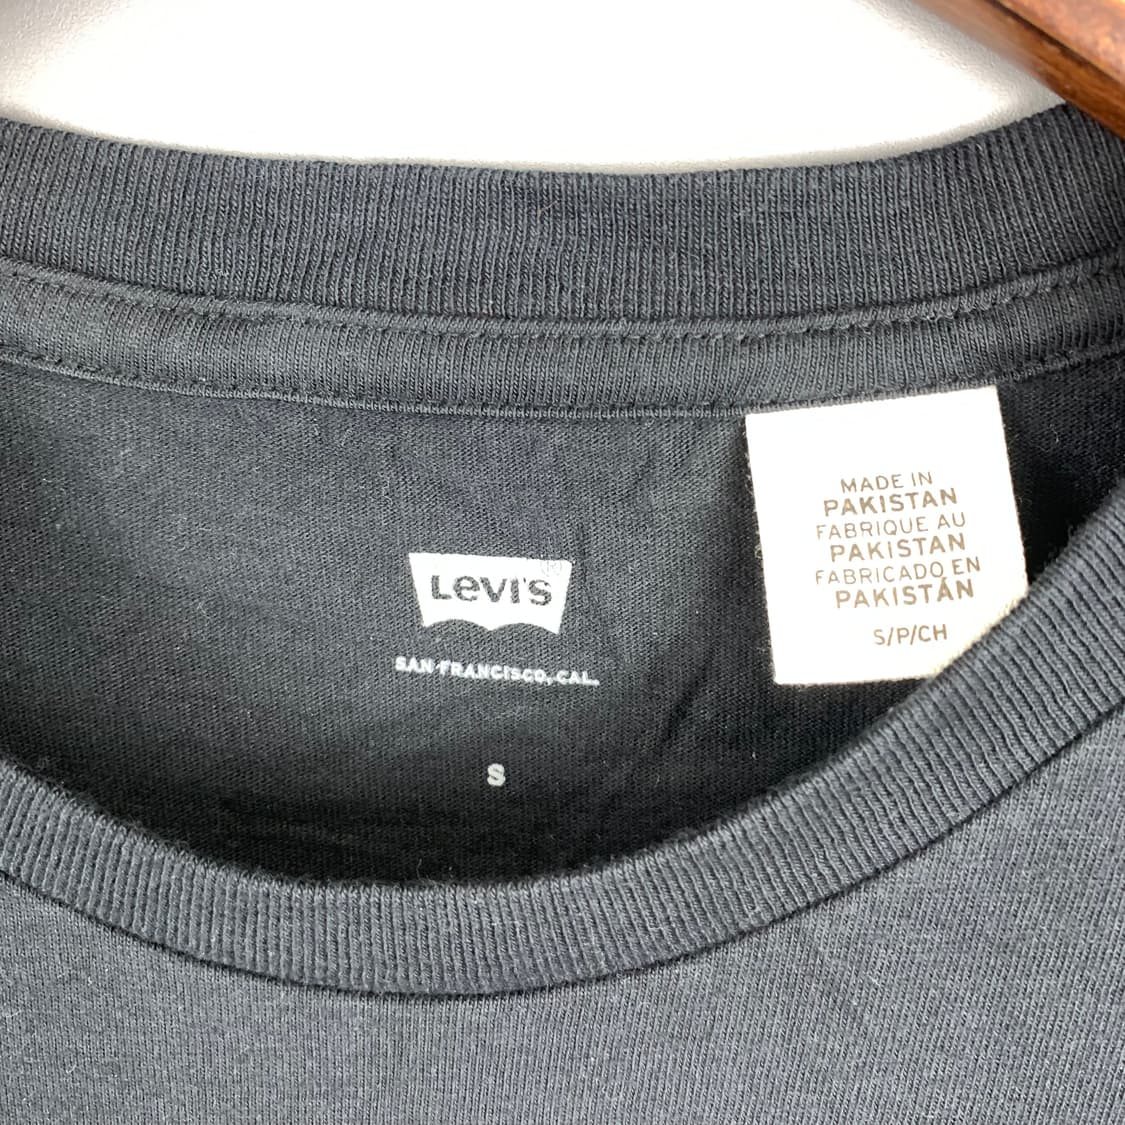 LEVI'S®
SAN FRANCISCO, CAL.
S
MADE IN
PAKISTAN
FABRIQUE AU
PAKISTAN
FABRICADO EN
PAKISTÁN
S/P/CH